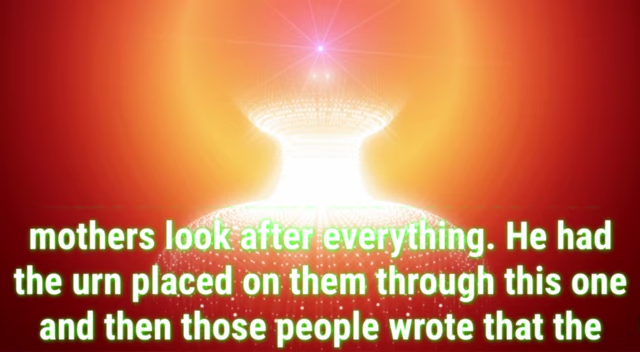 mothers look after everything. He had
the urn placed on them through this one
and then those people wrote that the